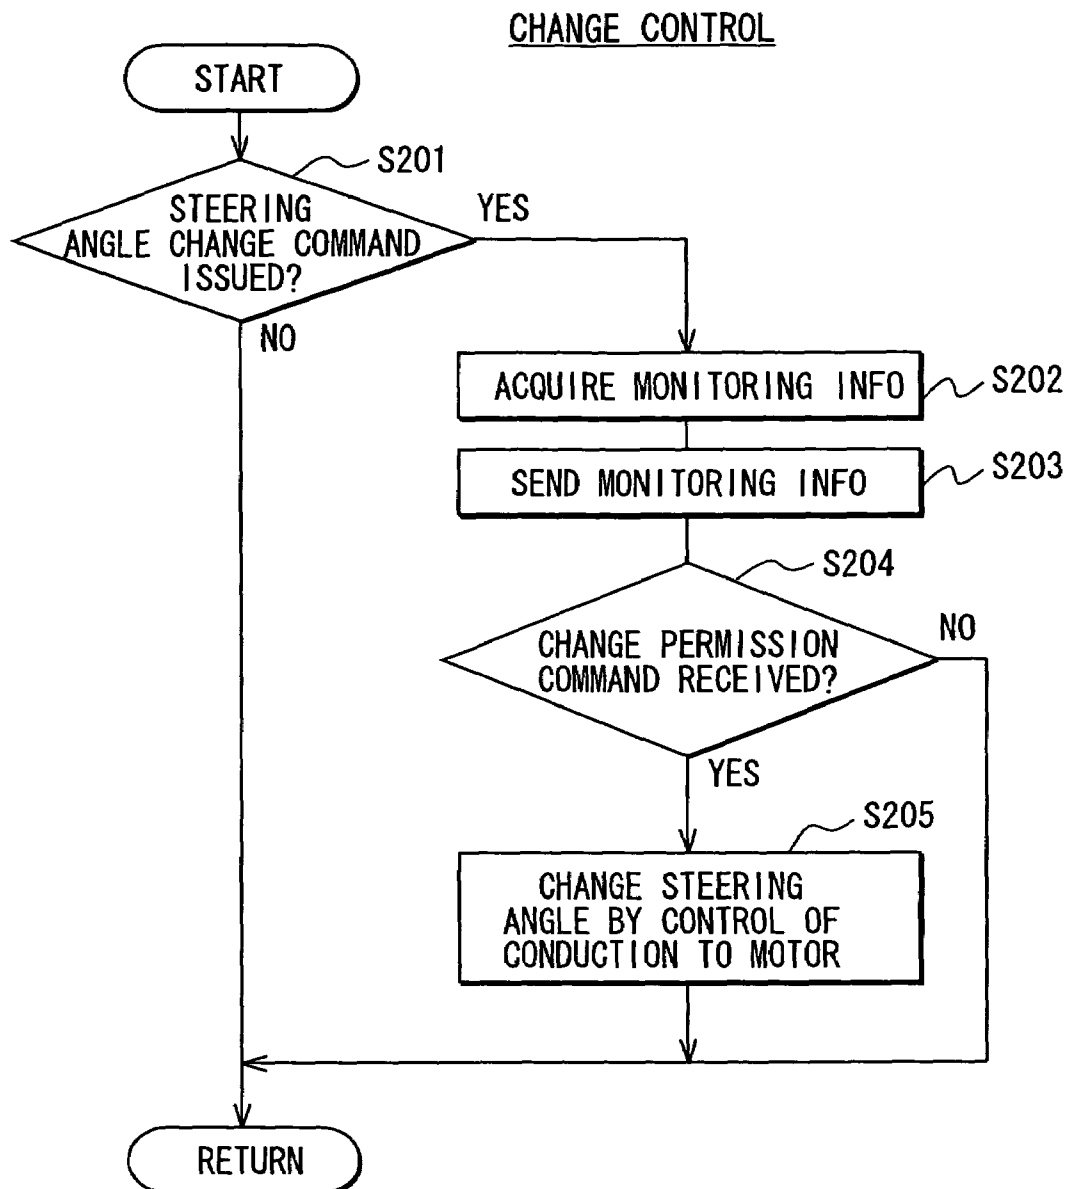 CHANGE CONTROL
START
S201
STEERING
ANGLE CHANGE COMMAND
ISSUED?
YES
NO
ACQUIRE MONITORING INFO
S202
SEND MONITORING INFO
S203
S204
CHANGE PERMISSION
COMMAND RECEIVED?
NO
YES
S205
CHANGE STEERING
ANGLE BY CONTROL OF
CONDUCTION TO MOTOR
RETURN